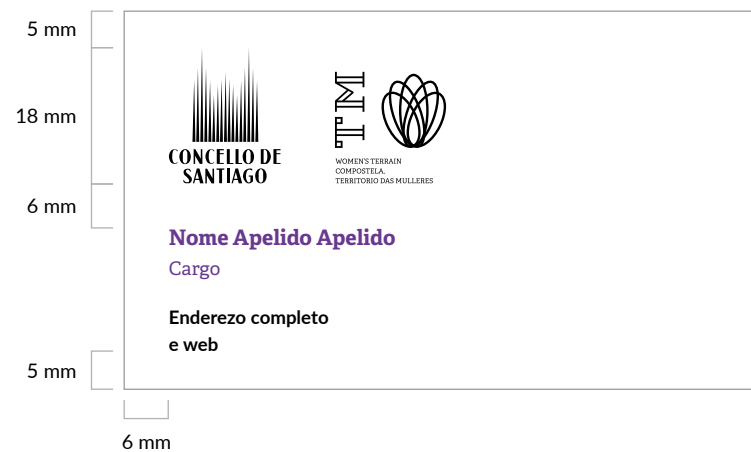 5 mm
18 mm
6 mm
5 mm
6 mm
CONCELLO DE
SANTIAGO
TM
WOMEN'S TERRAIN
COMPOSTELA.
TERRITORIO DAS MULLERES
Nome Apelido Apelido
Cargo
Enderezo completo
e web